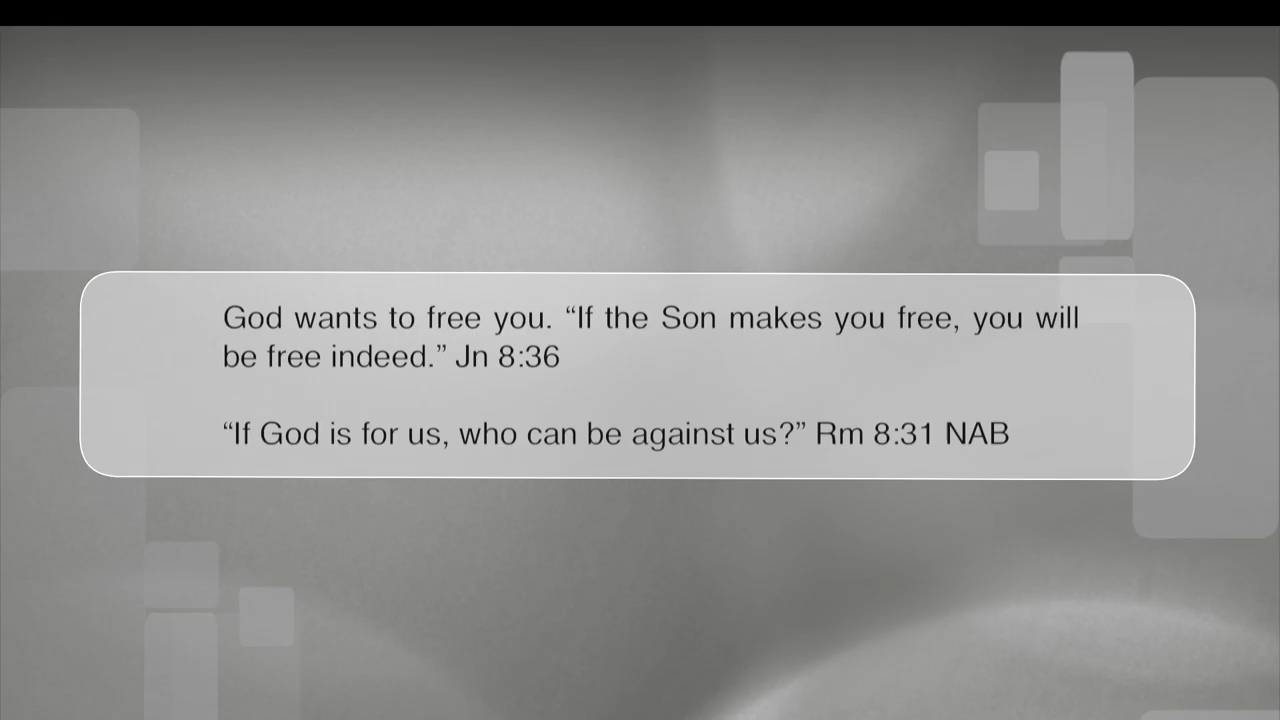 God wants to free you. “If the Son makes you free, you will
be free indeed.” Jn 8:36
“If God is for us, who can be against us?” Rm 8:31 NAB